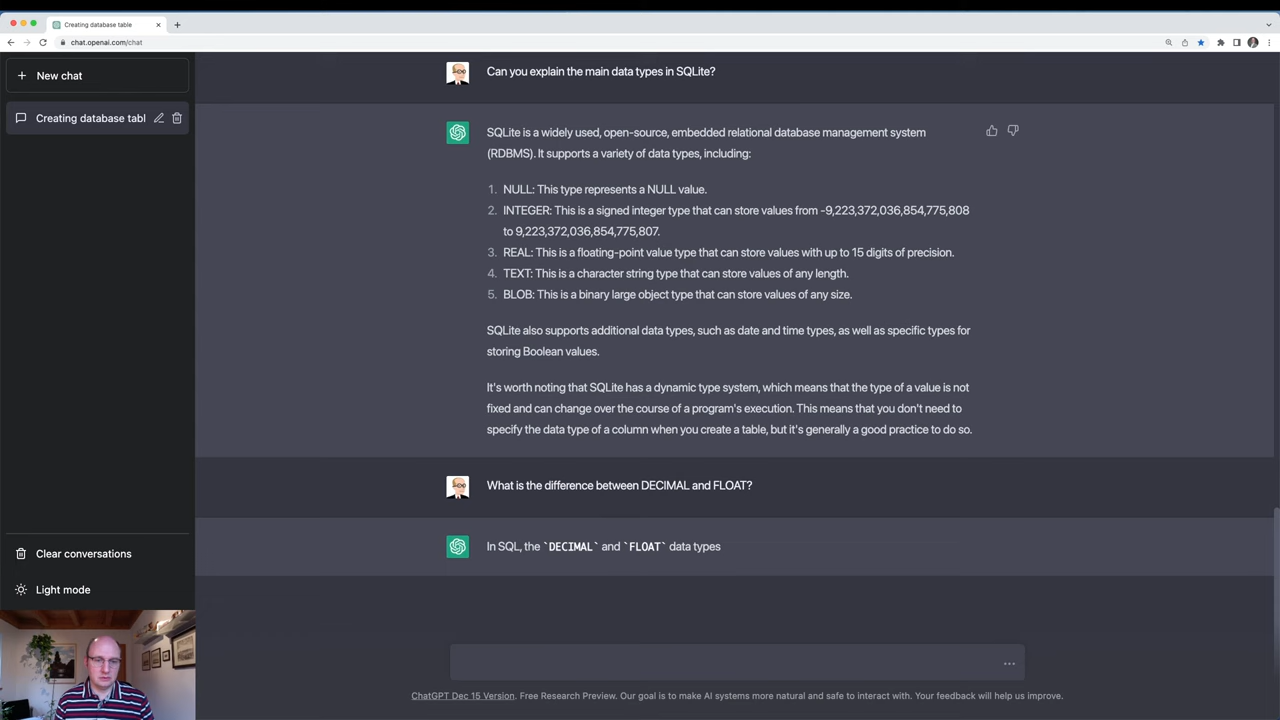 Creating database table
chat.openai.com/chat
New chat
Creating database tabl
Can you explain the main data types in SQLite?
SQLite is a widely used, open-source, embedded relational database management system
(RDBMS). It supports a variety of data types, including:
1. NULL: This type represents a NULL value.
2. INTEGER: This is a signed integer type that can store values from -9,223,372,036,854,775,808
to 9,223,372,036,854,775,807.
3. REAL: This is a floating-point value type that can store values with up to 15 digits of precision.
4. TEXT: This is a character string type that can store values of any length.
5. BLOB: This is a binary large object type that can store values of any size.
SQLite also supports additional data types, such as date and time types, as well as specific types for
storing Boolean values.
It's worth noting that SQLite has a dynamic type system, which means that the type of a value is not
fixed and can change over the course of a program's execution. This means that you don't need to
specify the data type of a column when you create a table, but it's generally a good practice to do so.
What is the difference between DECIMAL and FLOAT?
In SQL, the `DECIMAL` and `FLOAT` data types
Clear conversations
Light mode
ChatGPT Dec 15 Version. Free Research Preview. Our goal is to make AI systems more natural and safe to interact with. Your feedback will help us improve.